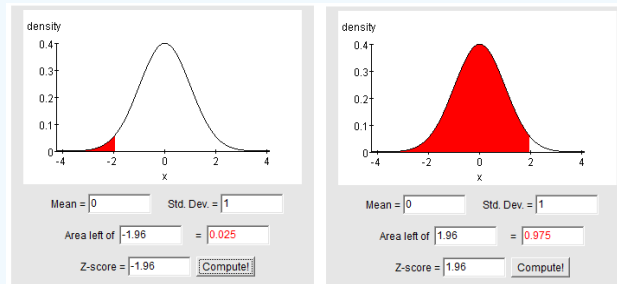 density
0.4
0.3
0.2
0.1
0
-4 -2 0 2 4
x
Mean = 0 Std. Dev. = 1
Area left of -1.96 = 0.025
Z-score = -1.96 Compute!
density
0.4
0.3
0.2
0.1
0
-4 -2 0 2 4
x
Mean = 0 Std. Dev. = 1
Area left of 1.96 = 0.975
Z-score = 1.96 Compute!